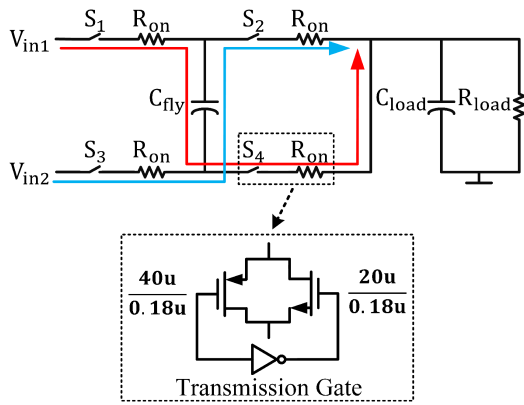 S1 Ron S2 Ron
Vin1
Cfly Cload Rload
S3 Ron S4 Ron
Vin2
40u/0.18u 20u/0.18u
Transmission Gate